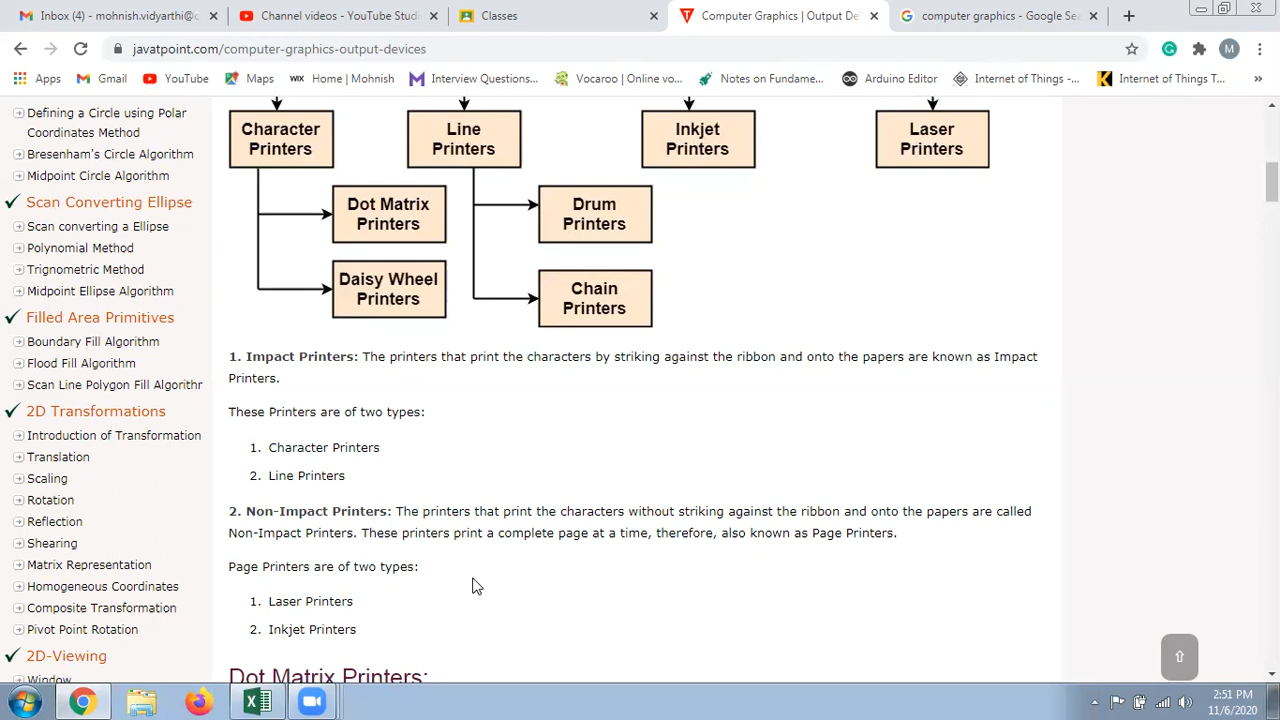 Inbox (4) - mohnish.vidyarthi@c
Channel videos - YouTube Studi
Classes
Computer Graphics | Output De
computer graphics - Google Sea
javatpoint.com/computer-graphics-output-devices
M
Apps
Gmail
YouTube
Maps
WIX Home | Mohnish
Interview Questions...
Vocaroo | Online vo...
Notes on Fundame...
Arduino Editor
Internet of Things -...
Internet of Things T...
»
Defining a Circle using Polar
Coordinates Method
Bresenham's Circle Algorithm
Midpoint Circle Algorithm
Scan Converting Ellipse
Scan converting a Ellipse
Polynomial Method
Trignometric Method
Midpoint Ellipse Algorithm
Filled Area Primitives
Boundary Fill Algorithm
Flood Fill Algorithm
Scan Line Polygon Fill Algorithr
2D Transformations
Introduction of Transformation
Translation
Scaling
Rotation
Reflection
Shearing
Matrix Representation
Homogeneous Coordinates
Composite Transformation
Pivot Point Rotation
2D-Viewing
Window
Character
Printers
Line
Printers
Inkjet
Printers
Laser
Printers
Dot Matrix
Printers
Drum
Printers
Daisy Wheel
Printers
Chain
Printers
1. Impact Printers: The printers that print the characters by striking against the ribbon and onto the papers are known as Impact
Printers.
These Printers are of two types:
1. Character Printers
2. Line Printers
2. Non-Impact Printers: The printers that print the characters without striking against the ribbon and onto the papers are called
Non-Impact Printers. These printers print a complete page at a time, therefore, also known as Page Printers.
Page Printers are of two types:
1. Laser Printers
2. Inkjet Printers
Dot Matrix Printers:
2:51 PM
11/6/2020